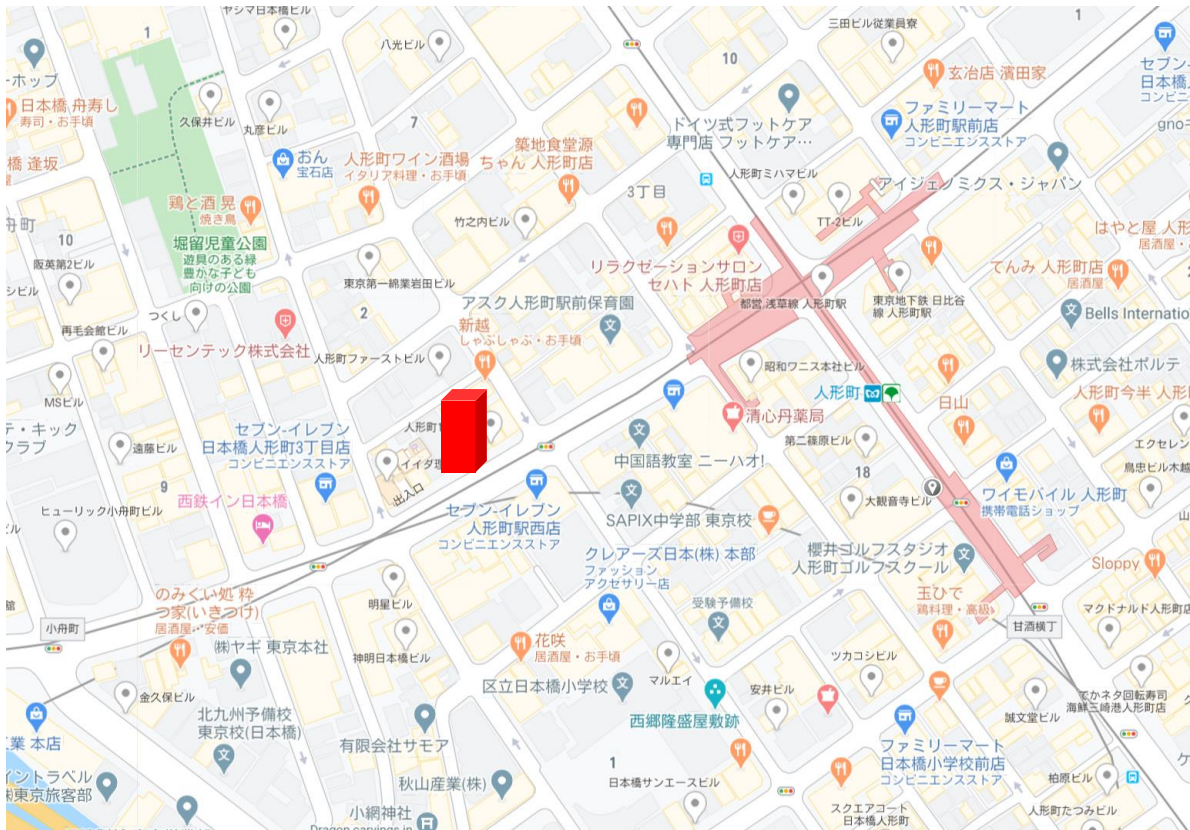 ヤシマ日本橋ビル
八光ビル
三田ビル従業員寮
1
1
10
ーホップ
玄冶店 濱田家
セブン-
日本橋
コンビニ
日本橋 舟寿し
寿司・お手頃
久保井ビル
丸彦ビル
7
ドイツ式フットケア
専門店 フットケア…
ファミリーマート
人形町駅前店
コンビニエンスストア
橋 逢坂
おん
宝石店
人形町ワイン酒場
イタリア料理・お手頃
築地食堂源
ちゃん 人形町店
人形町ミハマビル
アイジェノミクス・ジャパン
3丁目
鶏と酒 晃
焼き鳥
竹之内ビル
TT-2ビル
舟町
10
阪英第2ビル
シビル
堀留児童公園
遊具のある緑
豊かな子ども
向けの公園
リラクゼーションサロン
セハト 人形町店
はやと屋 人形
居酒屋・
てんみ 人形町店
居酒屋
東京第一綿業岩田ビル
2
アスク人形町駅前保育園
都営 浅草線 人形町駅
東京地下鉄 日比谷
線 人形町駅
つくし
再毛会館ビル
リーセンテック株式会社
人形町ファーストビル
新越
しゃぶしゃぶ・お手頃
Bells Internatio
昭和ワニス本社ビル
株式会社ポルテ
MSビル
人形町
人形町今半 人形
日山
清心丹薬局
テ・キック
クラブ
遠藤ビル
セブン-イレブン
日本橋人形町3丁目店
コンビニエンスストア
人形町1
イイダ
出入口
中国語教室 ニーハオ!
第二篠原ビル
18
エクセレン
鳥忠ビル木越
9
西鉄イン日本橋
ヒューリック小舟町ビル
セブン-イレブン
人形町駅西店
コンビニエンスストア
SAPIX中学部 東京校
大観音寺ビル
ワイモバイル 人形町
携帯電話ショップ
クレアーズ日本(株) 本部
ファッション
アクセサリー店
櫻井ゴルフスタジオ
人形町ゴルフスクール
Sloppy
のみくい処 粋
つ家(いきつけ)
居酒屋・安価
明星ビル
受験予備校
玉ひで
鶏料理・高級
マクドナルド人形町店
小舟町
甘酒横丁
㈱ヤギ 東京本社
神明日本橋ビル
花咲
居酒屋・お手頃
マルエイ
ツカコシビル
区立日本橋小学校
安井ビル
金久保ビル
でかネタ回転寿司
海鮮三崎港人形町店
北九州予備校
東京校(日本橋)
西郷隆盛屋敷跡
誠文堂ビル
業 本店
有限会社サモア
ファミリーマート
日本橋小学校前店
コンビニエンスストア
1
イントラベル
東京旅客部
秋山産業(株)
日本橋サンエースビル
柏原ビル
小網神社
Dragon carvings in
スクエアコート
日本橋人形町
人形町たつみビル